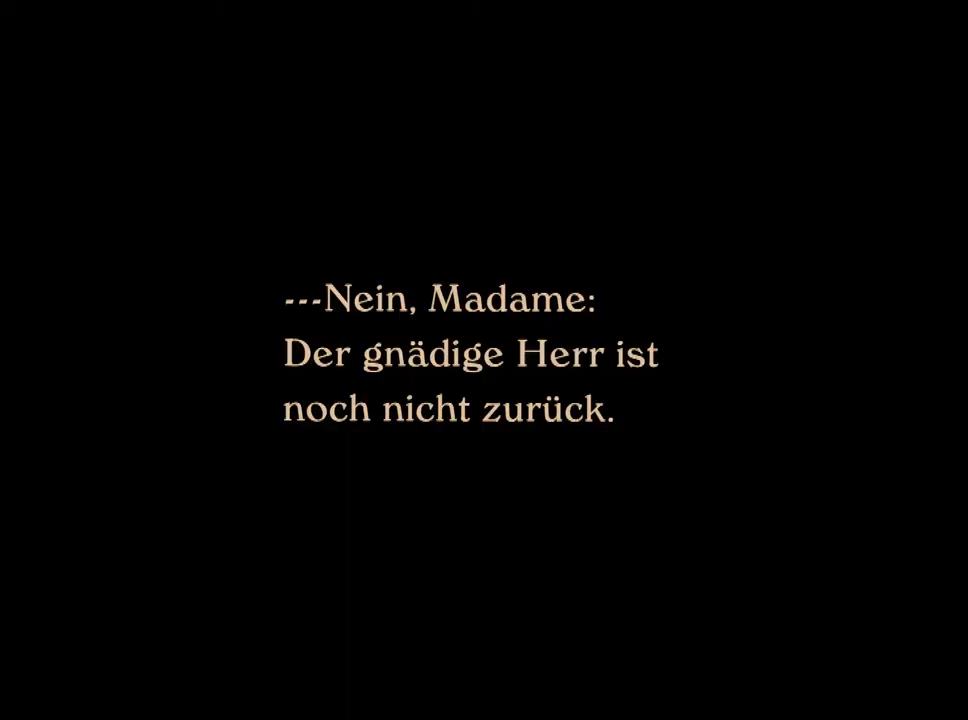 ---Nein, Madame:
Der gnädige Herr ist
noch nicht zurück.